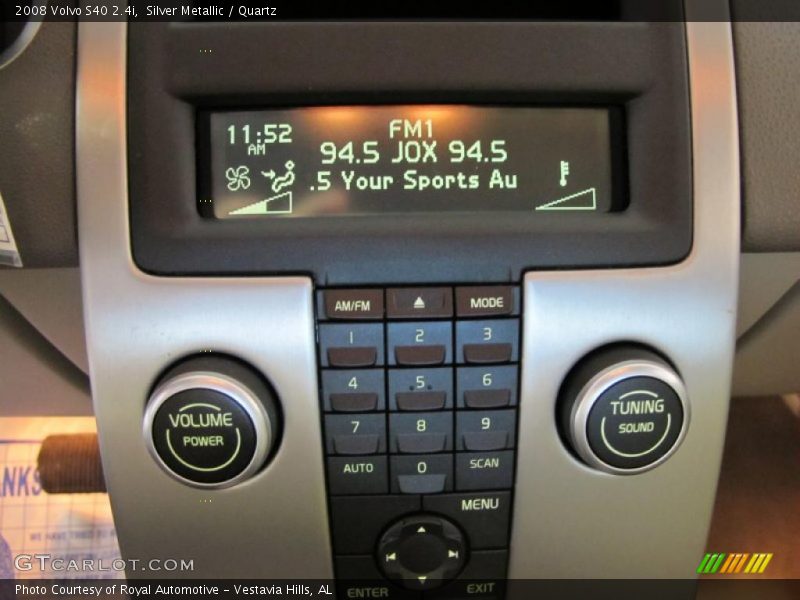 2008 Volvo S40 2.4i, Silver Metallic / Quartz
11:52 AM
FM1
94.5 JOX 94.5
.5 Your Sports Au
AM/FM
MODE
1 2 3
4 5 6
7 8 9
AUTO 0 SCAN
VOLUME
POWER
TUNING
SOUND
MENU
ENTER EXIT
ANKS
GTCARLOT.COM
Photo Courtesy of Royal Automotive - Vestavia Hills, AL